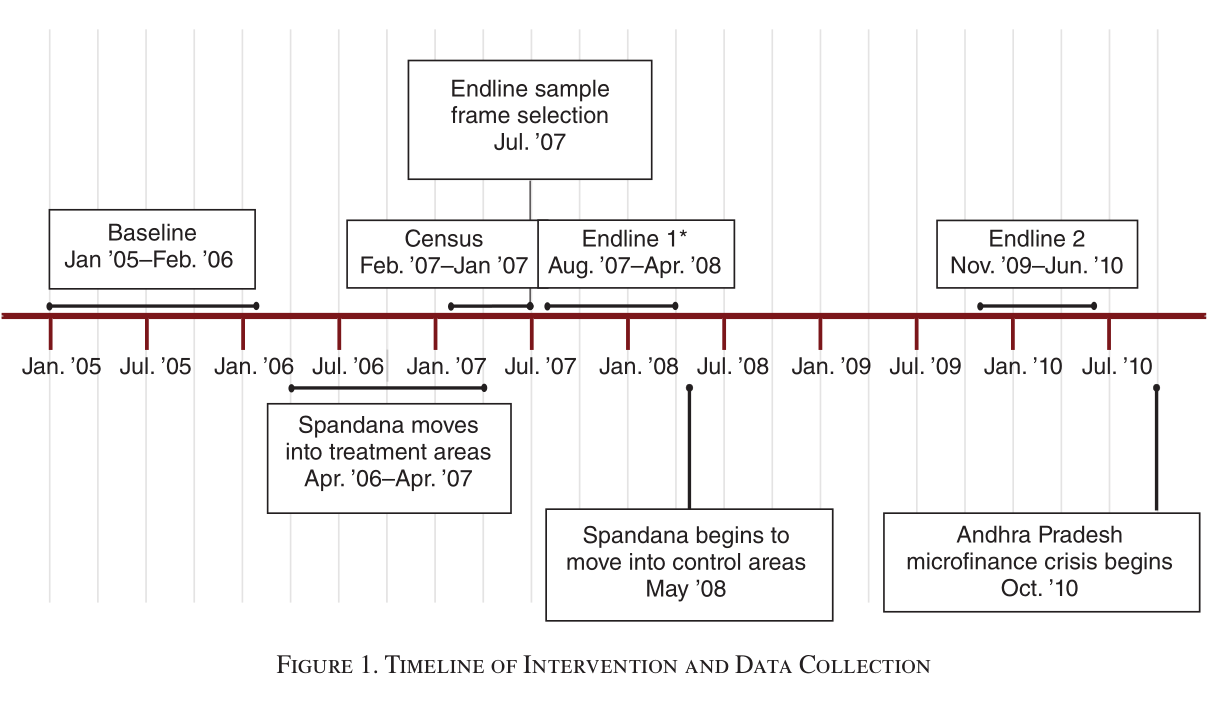 Endline sample
frame selection
Jul. ’07
Baseline
Jan ’05–Feb. ’06
Census
Feb. ’07–Jan ’07
Endline 1*
Aug. ’07–Apr. ’08
Endline 2
Nov. ’09–Jun. ’10
Jan. ’05 Jul. ’05 Jan. ’06 Jul. ’06 Jan. ’07 Jul. ’07 Jan. ’08 Jul. ’08 Jan. ’09 Jul. ’09 Jan. ’10 Jul. ’10
Spandana moves
into treatment areas
Apr. ’06–Apr. ’07
Spandana begins to
move into control areas
May ’08
Andhra Pradesh
microfinance crisis begins
Oct. ’10
Figure 1. Timeline of Intervention and Data Collection